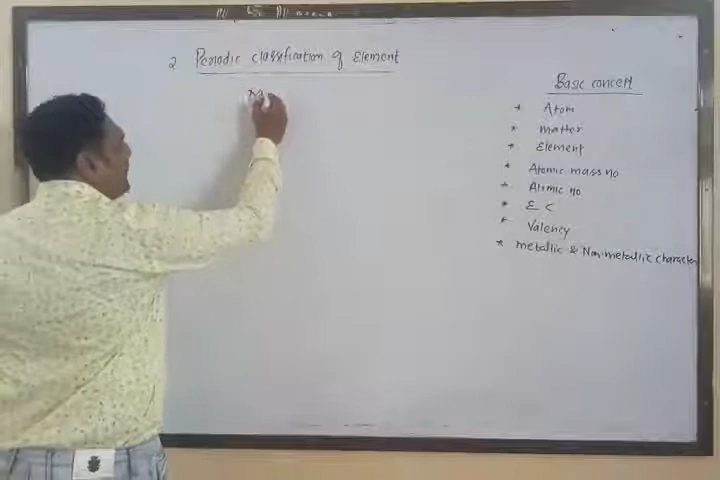 2 Periodic classification of Element
Basic concert
* Atom
* matter
* Element
* Atomic mass no
* Atomic no
* E C
* Valency
* metallic & Non-metallic character